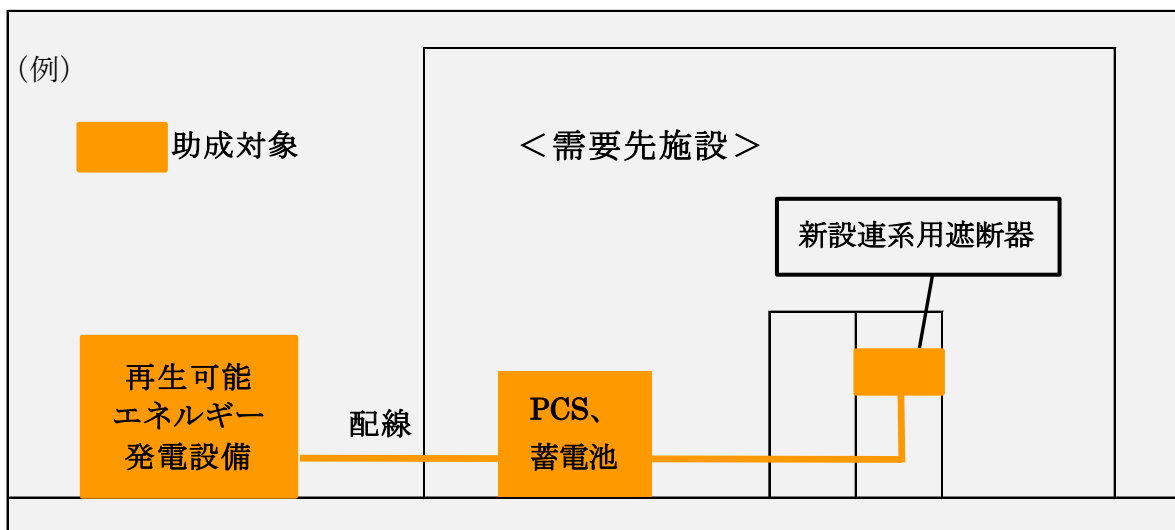 (例)
助成対象
＜需要先施設＞
新設連系用遮断器
再生可能
エネルギー
発電設備
配線
PCS、
蓄電池